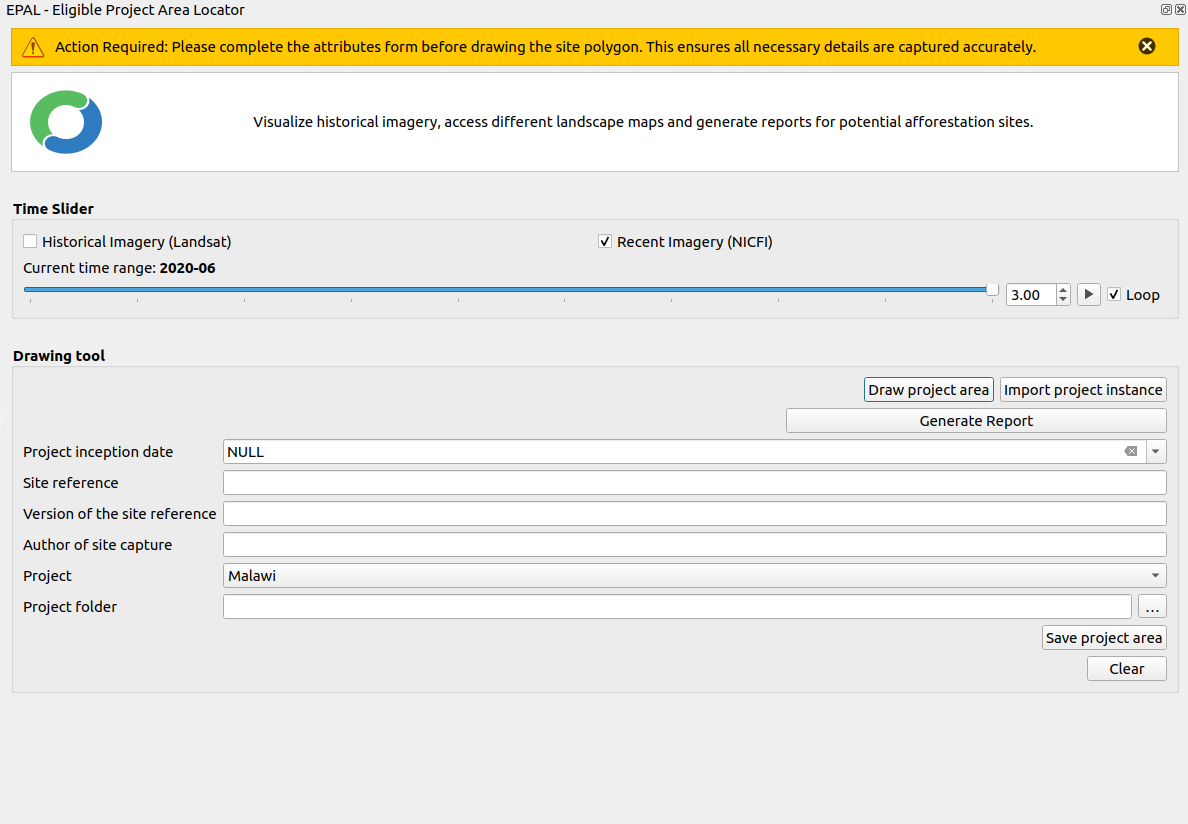 EPAL - Eligible Project Area Locator
Action Required: Please complete the attributes form before drawing the site polygon. This ensures all necessary details are captured accurately.
Visualize historical imagery, access different landscape maps and generate reports for potential afforestation sites.
Time Slider
Historical Imagery (Landsat)
Recent Imagery (NICFI)
Current time range: 2020-06
3.00
Loop
Drawing tool
Draw project area
Import project instance
Generate Report
Project inception date
NULL
Site reference
Version of the site reference
Author of site capture
Project
Malawi
Project folder
...
Save project area
Clear